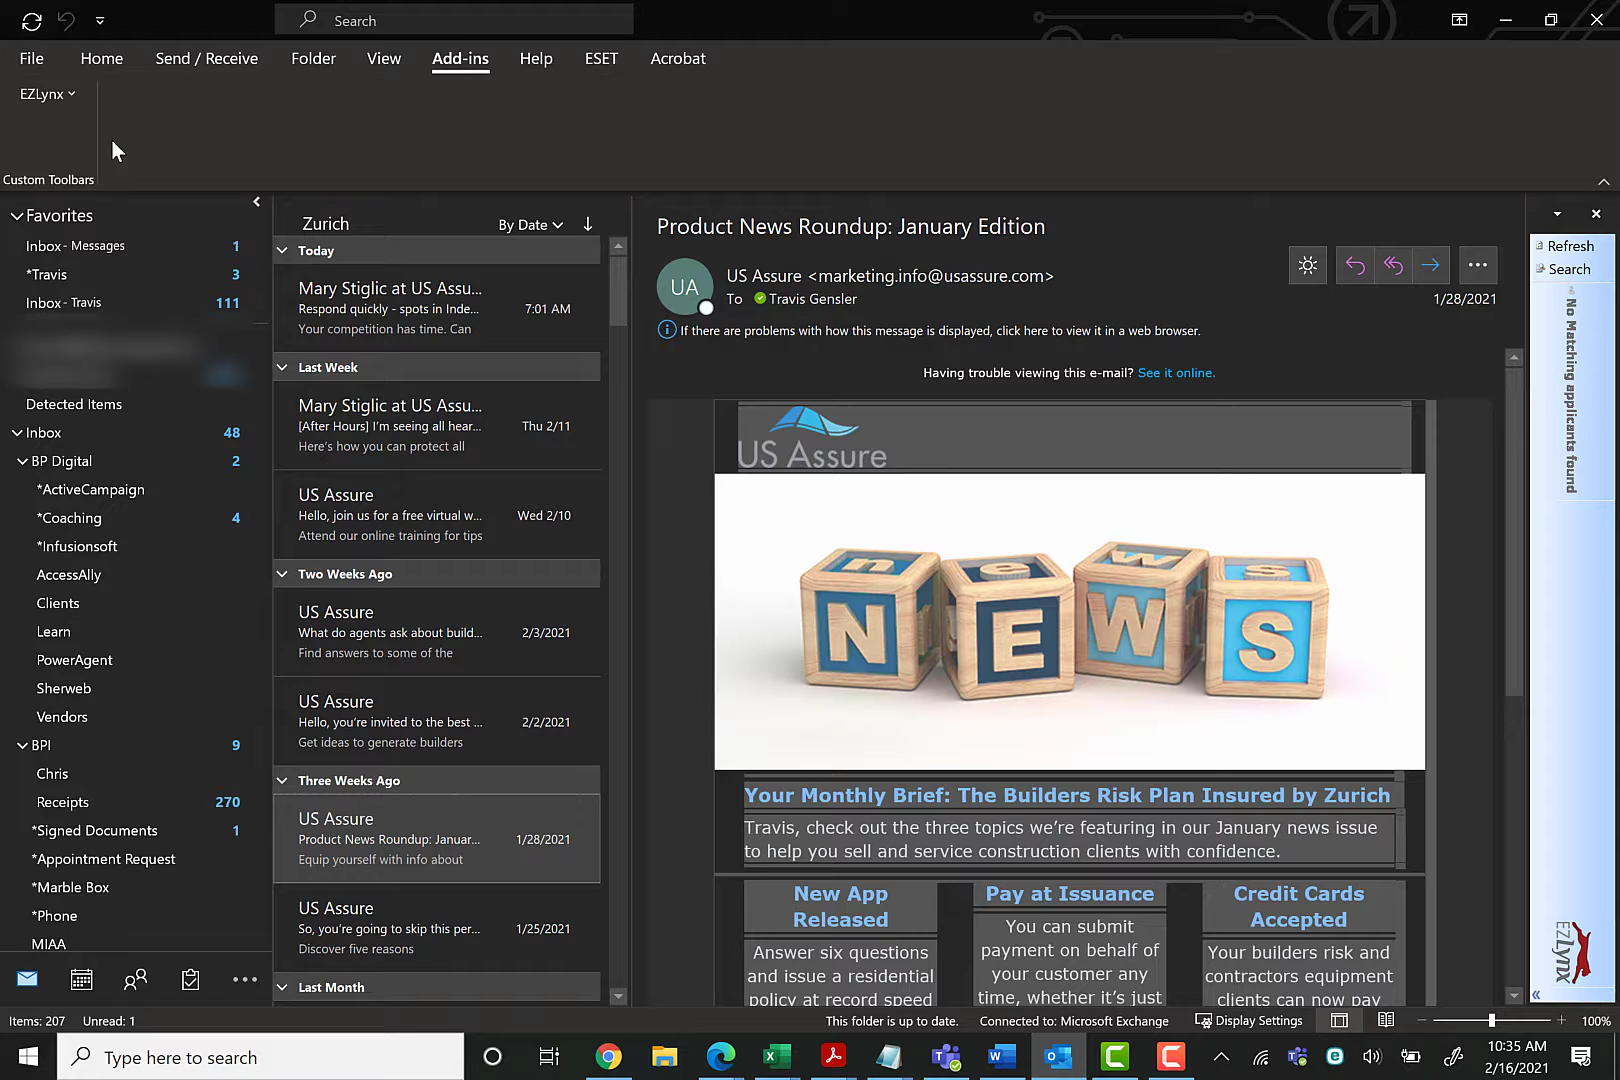 Search
File Home Send / Receive Folder View Add-ins Help ESET Acrobat
EZLynx
Custom Toolbars
Favorites
Inbox - Messages 1
*Travis 3
Inbox - Travis 111
Detected Items
Inbox 48
BP Digital 2
*ActiveCampaign
*Coaching 4
*Infusionsoft
AccessAlly
Clients
Learn
PowerAgent
Sherweb
Vendors
BPI 9
Chris
Receipts 270
*Signed Documents 1
*Appointment Request
*Marble Box
*Phone
MIAA
Zurich By Date
Today
Mary Stiglic at US Assu...
Respond quickly - spots in Inde... 7:01 AM
Your competition has time. Can
Last Week
Mary Stiglic at US Assu...
[After Hours] I'm seeing all hear... Thu 2/11
Here's how you can protect all
US Assure
Hello, join us for a free virtual w... Wed 2/10
Attend our online training for tips
Two Weeks Ago
US Assure
What do agents ask about build... 2/3/2021
Find answers to some of the
US Assure
Hello, you're invited to the best ... 2/2/2021
Get ideas to generate builders
Three Weeks Ago
US Assure
Product News Roundup: Januar... 1/28/2021
Equip yourself with info about
US Assure
So, you're going to skip this per... 1/25/2021
Discover five reasons
Last Month
Product News Roundup: January Edition
UA
US Assure <marketing.info@usassure.com>
To Travis Gensler
1/28/2021
If there are problems with how this message is displayed, click here to view it in a web browser.
Having trouble viewing this e-mail? See it online.
US Assure
n e w s
N E W S
Your Monthly Brief: The Builders Risk Plan Insured by Zurich
Travis, check out the three topics we're featuring in our January news issue
to help you sell and service construction clients with confidence.
New App
Released
Answer six questions
and issue a residential
policy at record speed
Pay at Issuance
You can submit
payment on behalf of
your customer any
time, whether it's just
Credit Cards
Accepted
Your builders risk and
contractors equipment
clients can now pay
Refresh
Search
No Matching applicants found
EZLynx
Items: 207 Unread: 1 This folder is up to date. Connected to: Microsoft Exchange Display Settings 100%
Type here to search
10:35 AM
2/16/2021